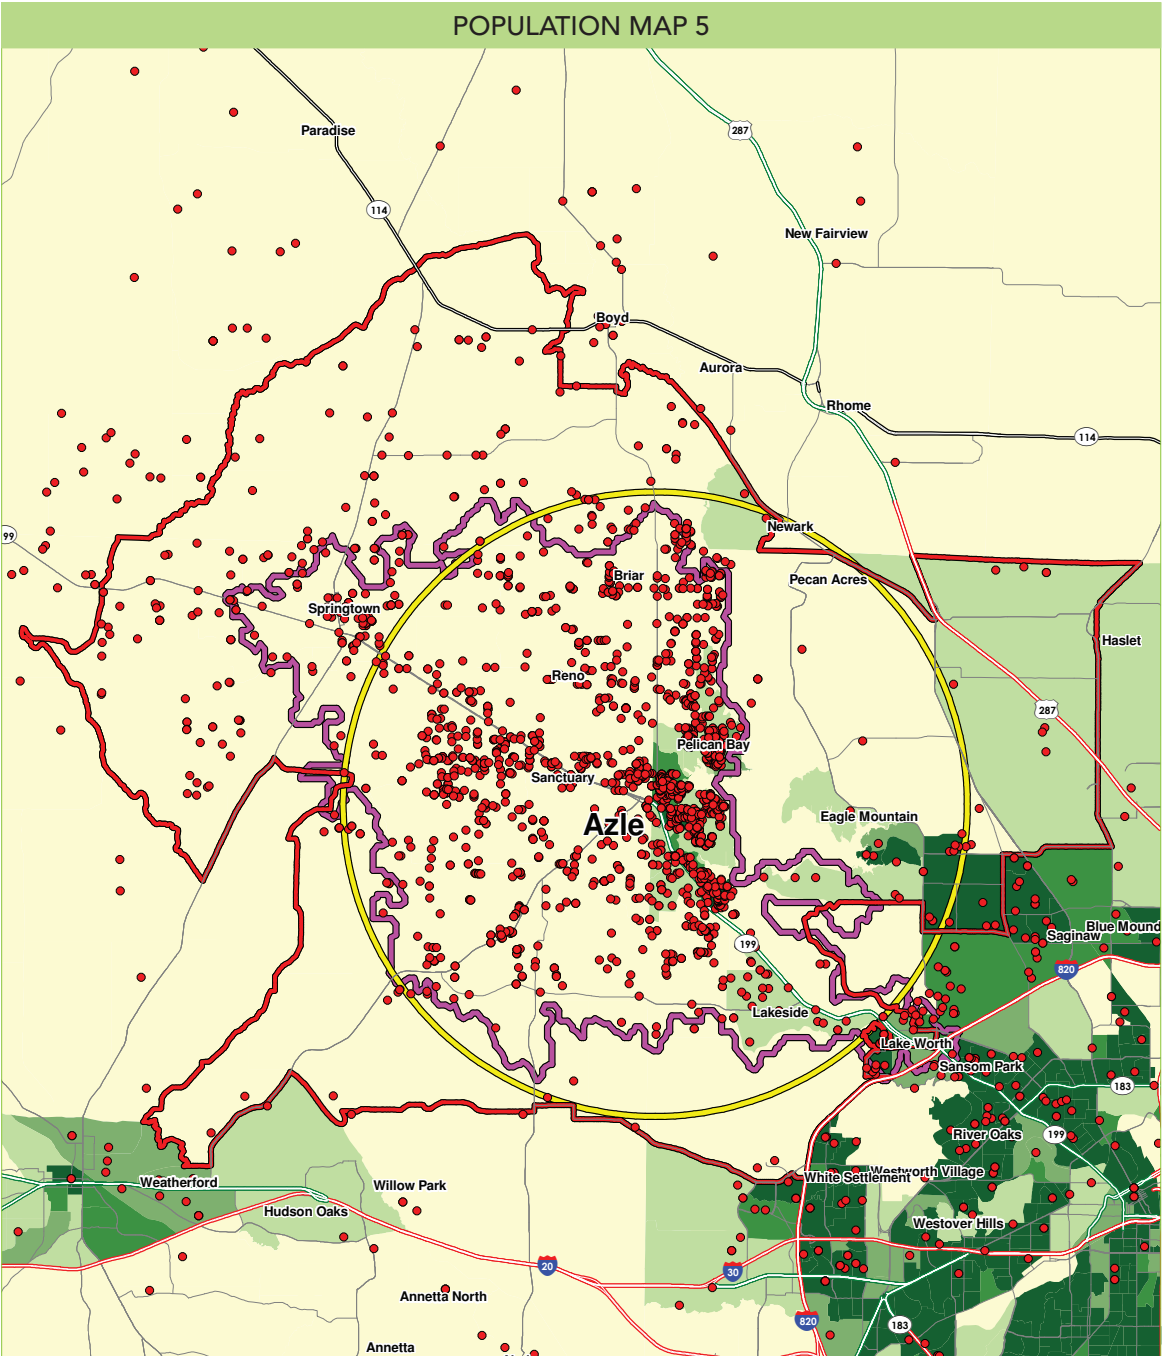 POPULATION MAP 5
Paradise
287
114
New Fairview
Boyd
Aurora
Rhome
114
99
Newark
Briar
Pecan Acres
Springtown
Haslet
Reno
287
Pelican Bay
Sanctuary
Azle
Eagle Mountain
Blue Mound
Saginaw
199
820
Lakeside
Lake Worth
Sansom Park
183
River Oaks
199
Westworth Village
White Settlement
Weatherford
Willow Park
Hudson Oaks
Westover Hills
20
30
Annetta North
820
183
Annetta